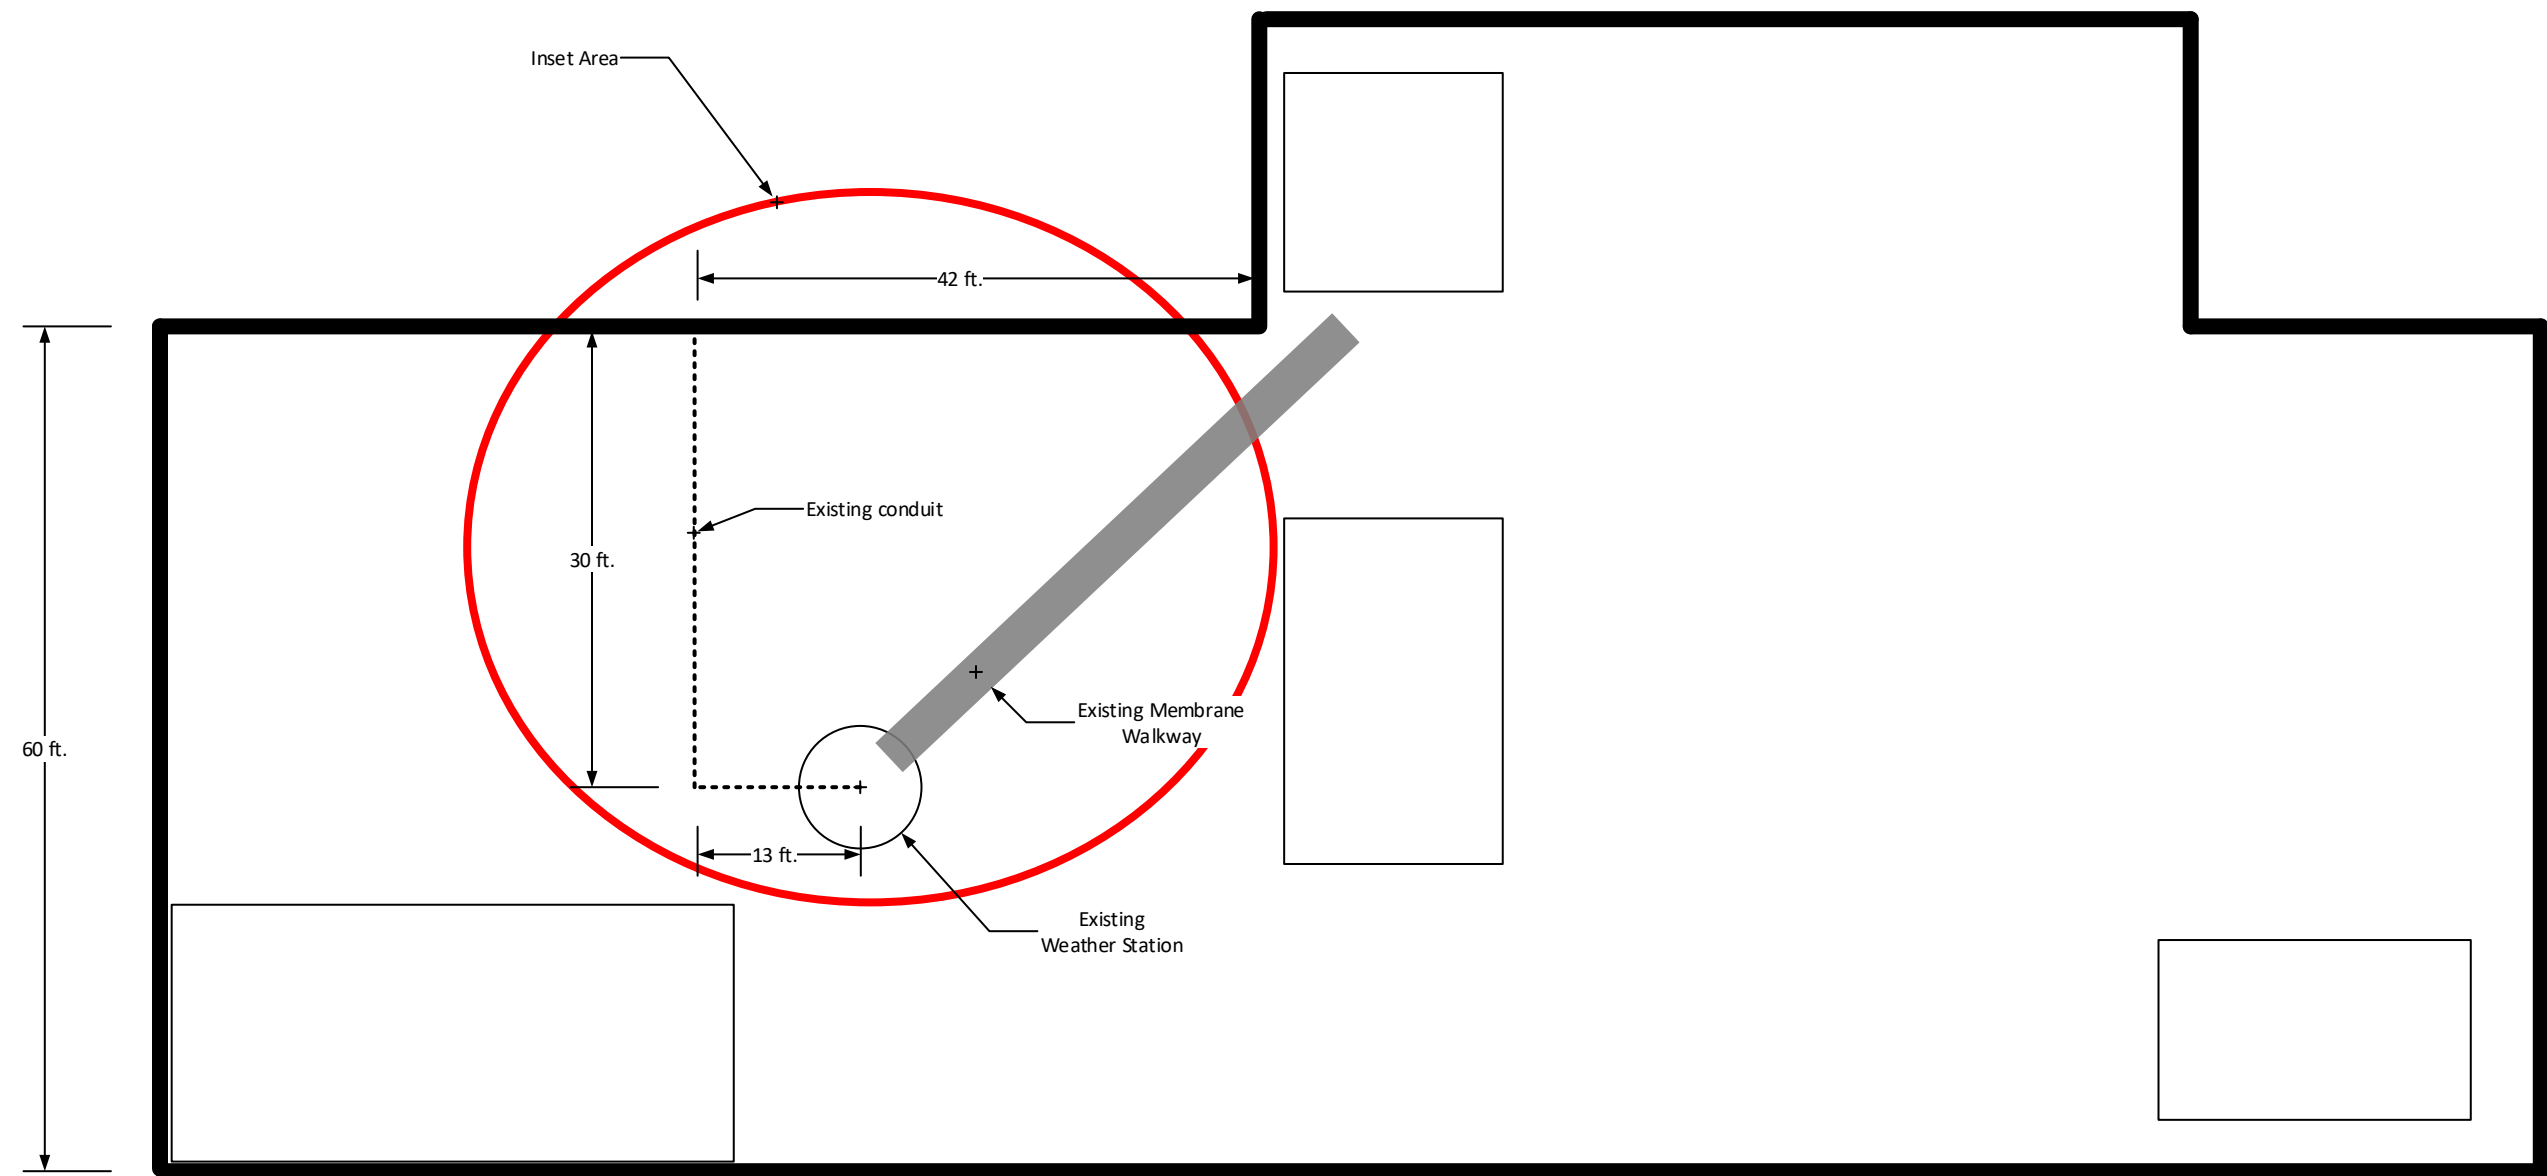 Inset Area
42 ft.
Existing conduit
30 ft.
Existing Membrane
Walkway
60 ft.
13 ft.
Existing
Weather Station